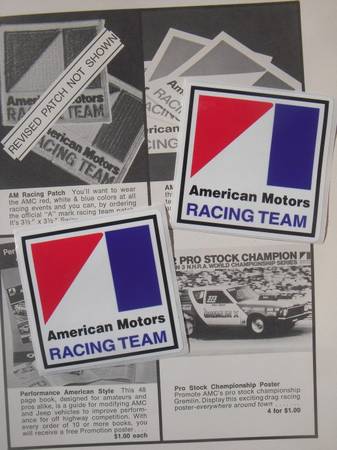 REVISED PATCH NOT SHOWN
American Motors
RACING TEAM
American Motors
RACING TEAM
AM Racing Patch You'll want to wear
the AMC red, white & blue colors at all
racing events and you can, by ordering
the official "A" mark racing team
It's 3½" x 3½"
American Motors
RACING TEAM
American Motors
RACING TEAM
PRO STOCK CHAMPION
N.H.R.A. WORLD CHAMPIONSHIP SERIES
Performance American Style This 48
page book, designed for amateurs and
pros alike, is a guide for modifying AMC
and Jeep vehicles to improve perform-
ance for off highway competition. With
every order of 10 or more books, you
will receive a free Promotion poster...
$1.00 each
Pro Stock Championship Poster
Promote AMC's pro stock championship
Gremlin. Display this exciting drag racing
poster-everywhere around town....
4 for $1.00